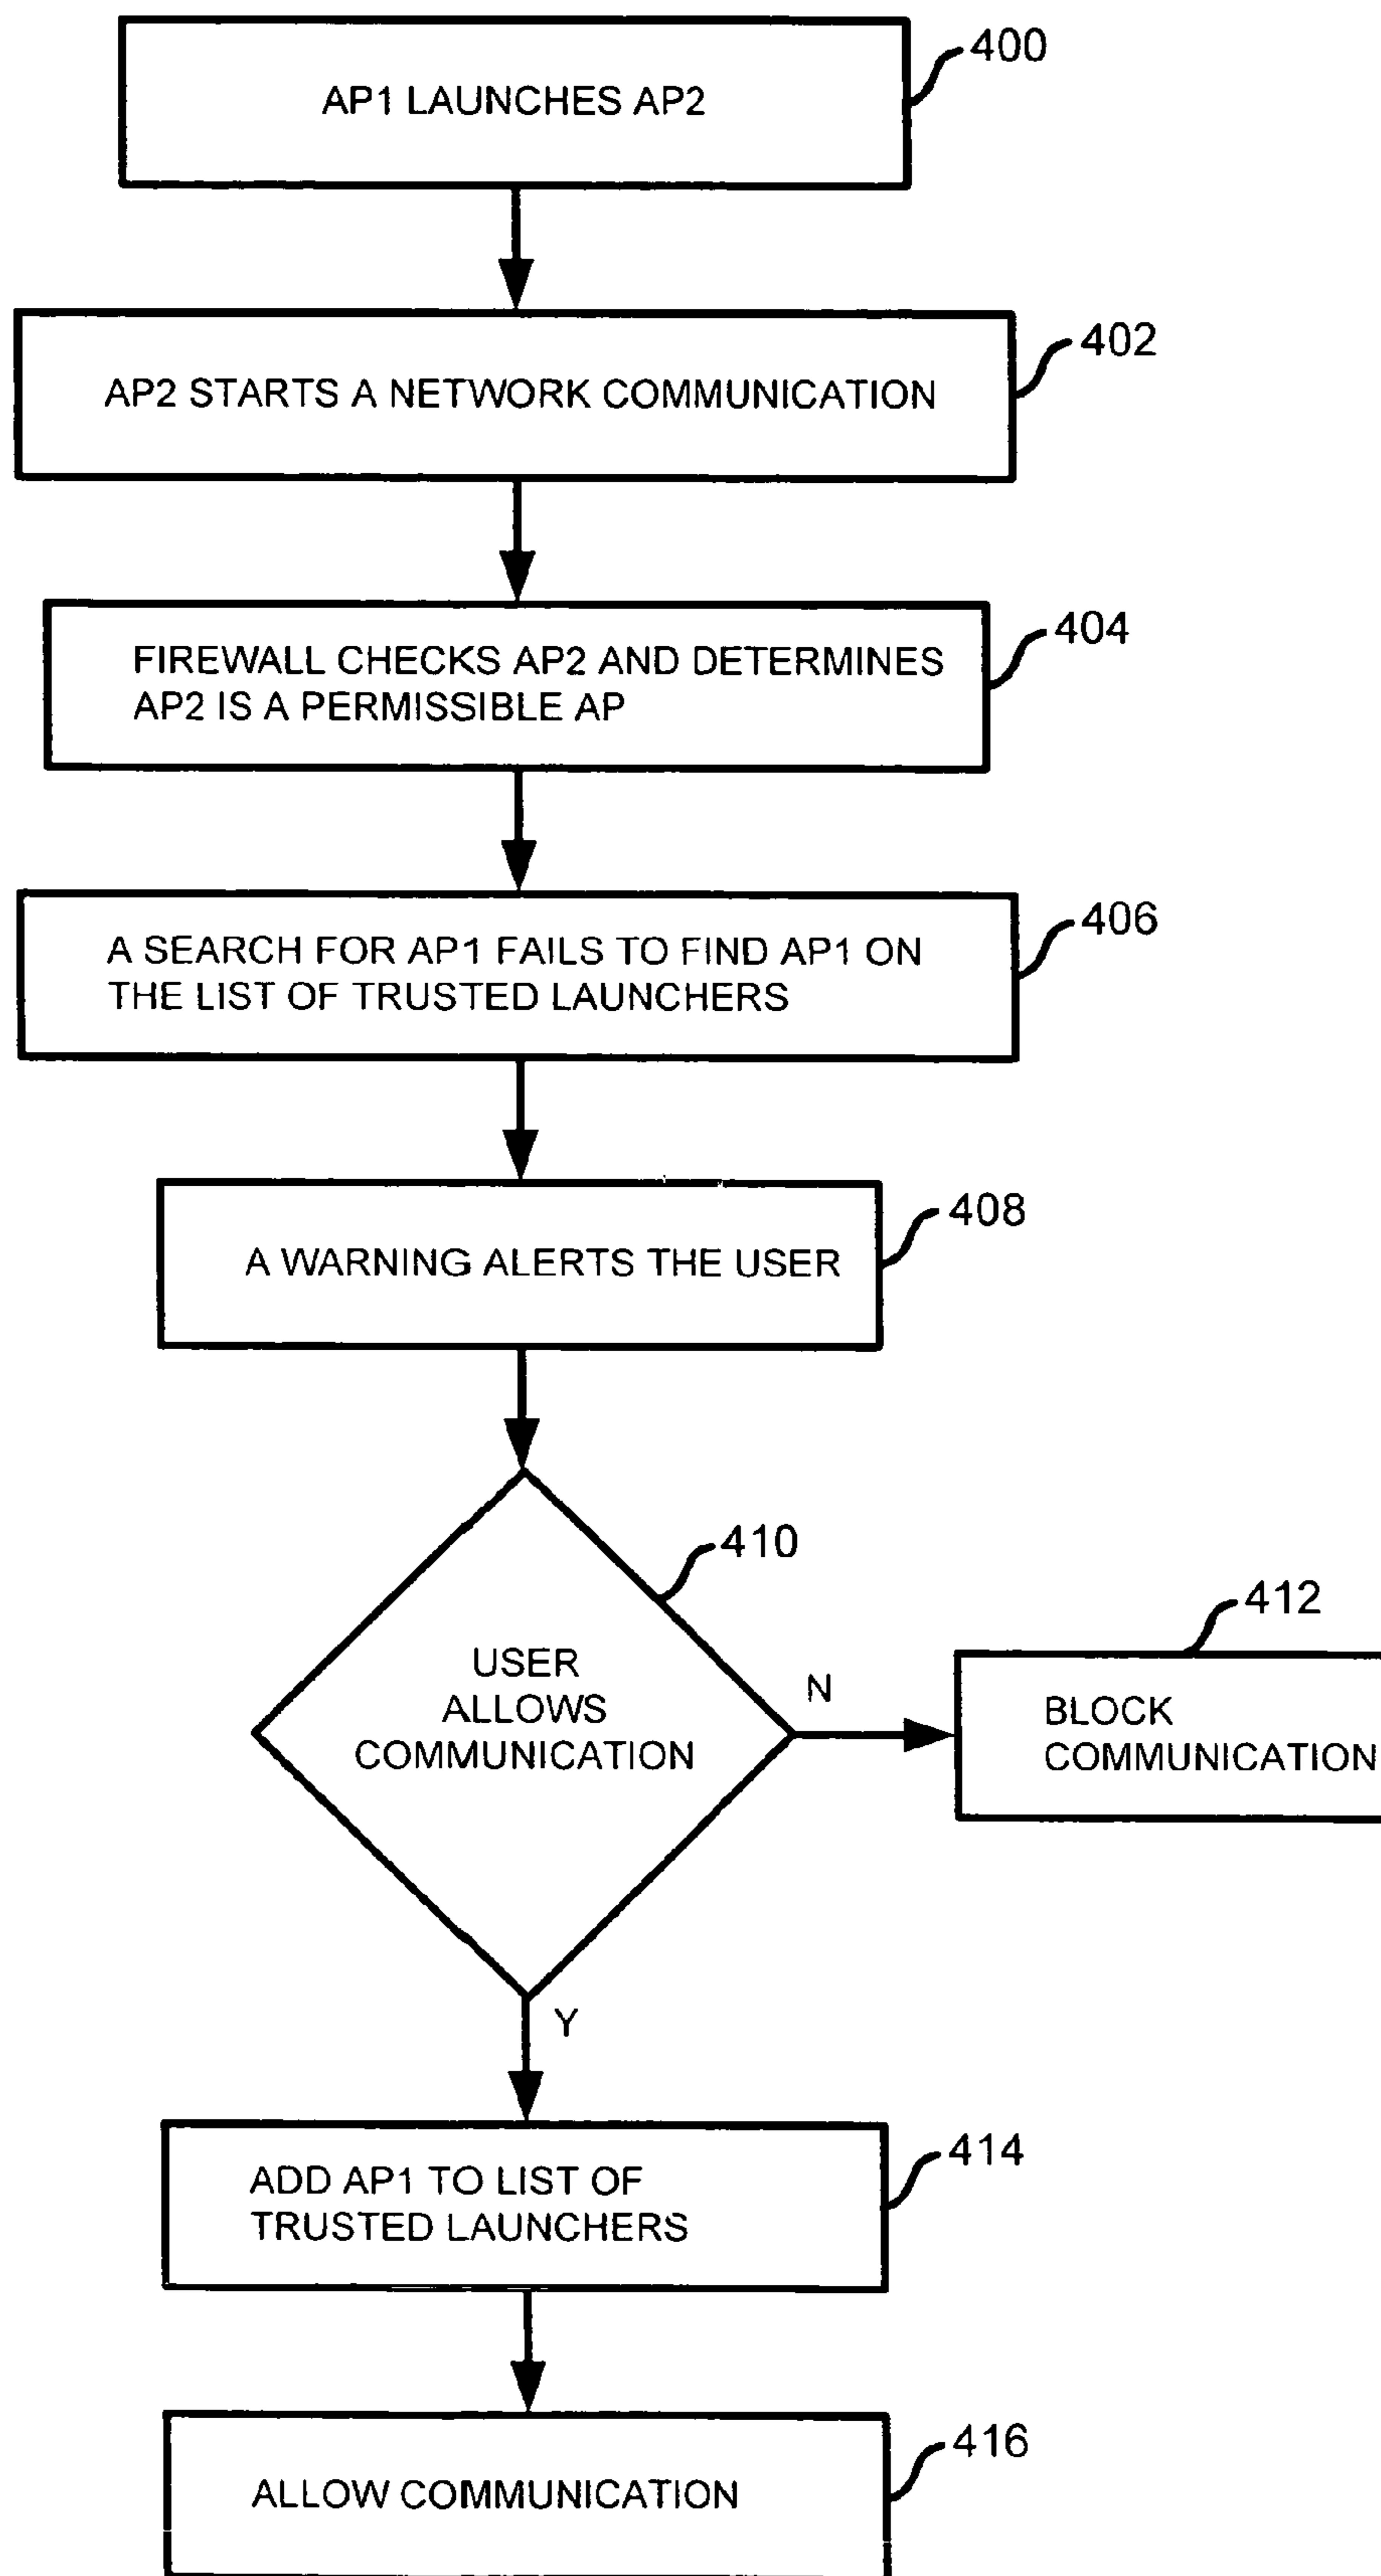 AP1 LAUNCHES AP2
400
AP2 STARTS A NETWORK COMMUNICATION
402
FIREWALL CHECKS AP2 AND DETERMINES
AP2 IS A PERMISSIBLE AP
404
A SEARCH FOR AP1 FAILS TO FIND AP1 ON
THE LIST OF TRUSTED LAUNCHERS
406
A WARNING ALERTS THE USER
408
USER
ALLOWS
COMMUNICATION
410
N
412
BLOCK
COMMUNICATION
Y
ADD AP1 TO LIST OF
TRUSTED LAUNCHERS
414
ALLOW COMMUNICATION
416